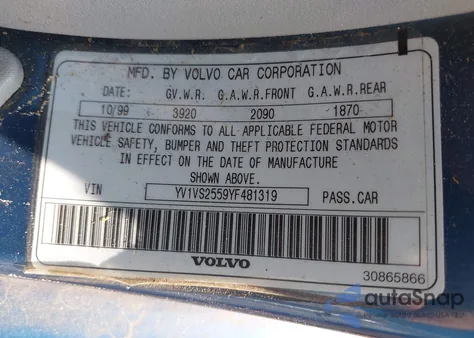 MFD. BY VOLVO CAR CORPORATION
DATE: GV.W.R. G.A.W.R.FRONT G.A.W.R.REAR
10/99 3920 2090 1870
THIS VEHICLE CONFORMS TO ALL APPLICABLE FEDERAL MOTOR
VEHICLE SAFETY, BUMPER AND THEFT PROTECTION STANDARDS
IN EFFECT ON THE DATE OF MANUFACTURE
SHOWN ABOVE.
VIN YV1VS2559YF481319 PASS.CAR
VOLVO
30865866
autoSnap